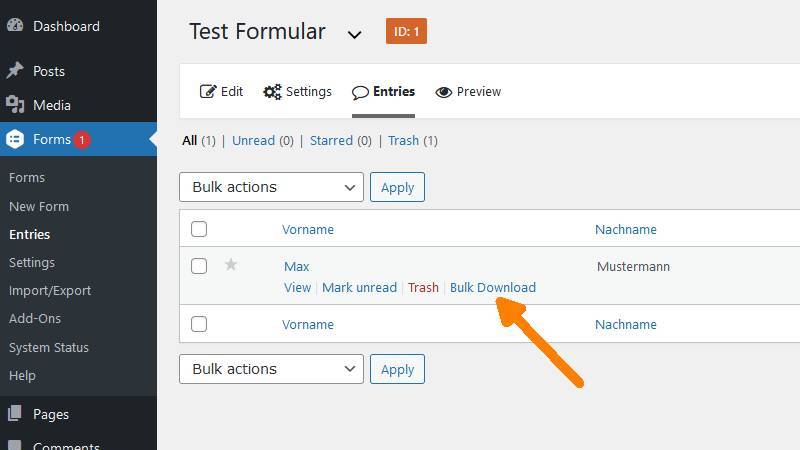 Dashboard
Posts
Media
Forms 1
Forms
New Form
Entries
Settings
Import/Export
Add-Ons
System Status
Help
Pages
Comments
Test Formular ID: 1
Edit Settings Entries Preview
All (1) | Unread (0) | Starred (0) | Trash (1)
Bulk actions Apply
Vorname Nachname
Max Mustermann
View | Mark unread | Trash | Bulk Download
Vorname Nachname
Bulk actions Apply